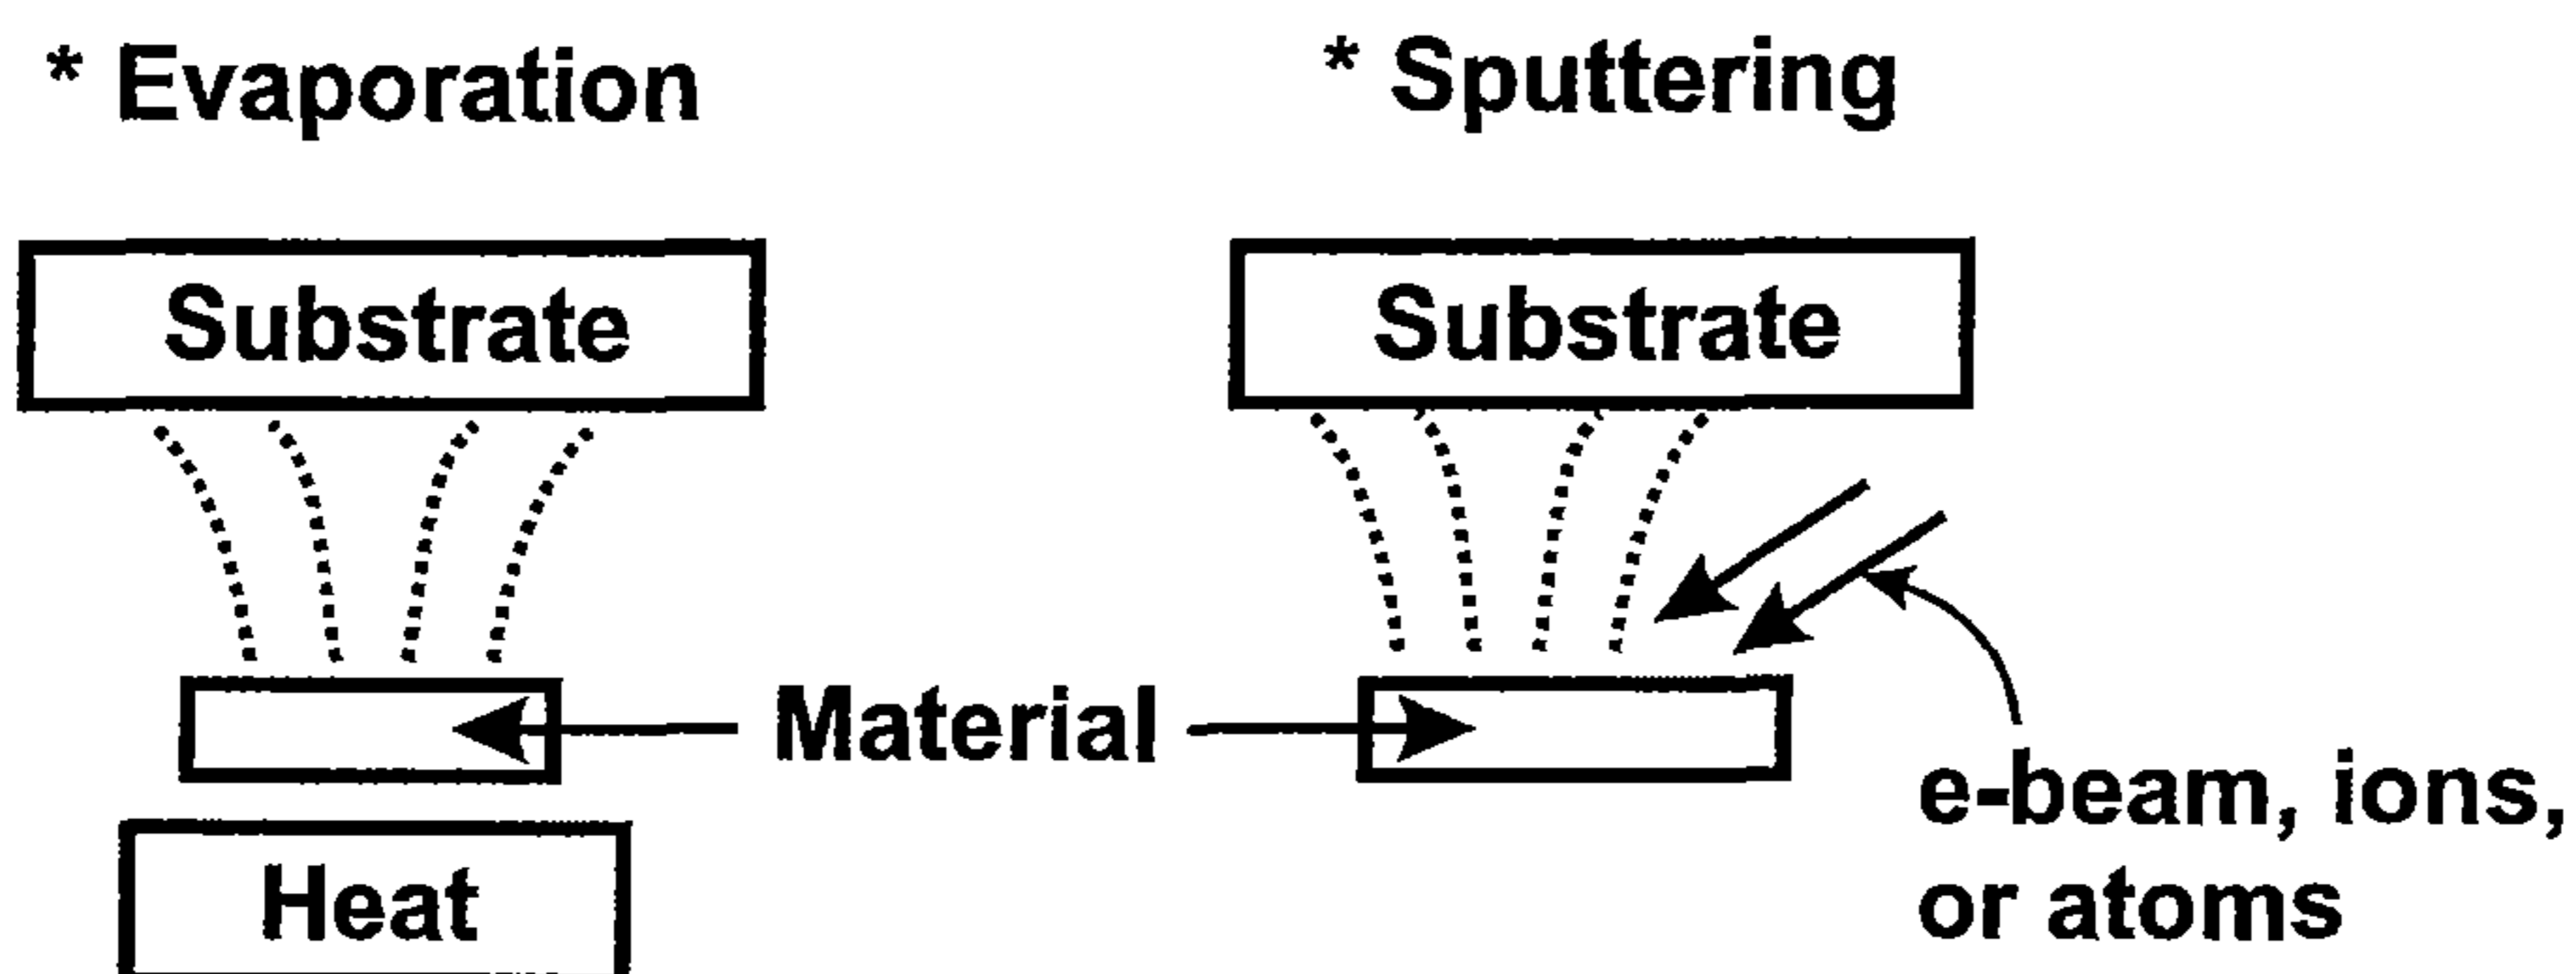 * Evaporation
* Sputtering
Substrate
Substrate
Material
Heat
e-beam, ions,
or atoms